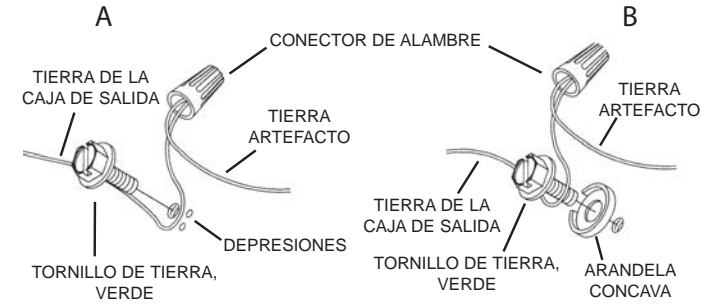 A
B
CONECTOR DE ALAMBRE
TIERRA DE LA
CAJA DE SALIDA
TIERRA
ARTEFACTO
DEPRESIONES
TORNILLO DE TIERRA,
VERDE
TIERRA
ARTEFACTO
TIERRA DE LA
CAJA DE SALIDA
TORNILLO DE TIERRA,
VERDE
ARANDELA
CONCAVA